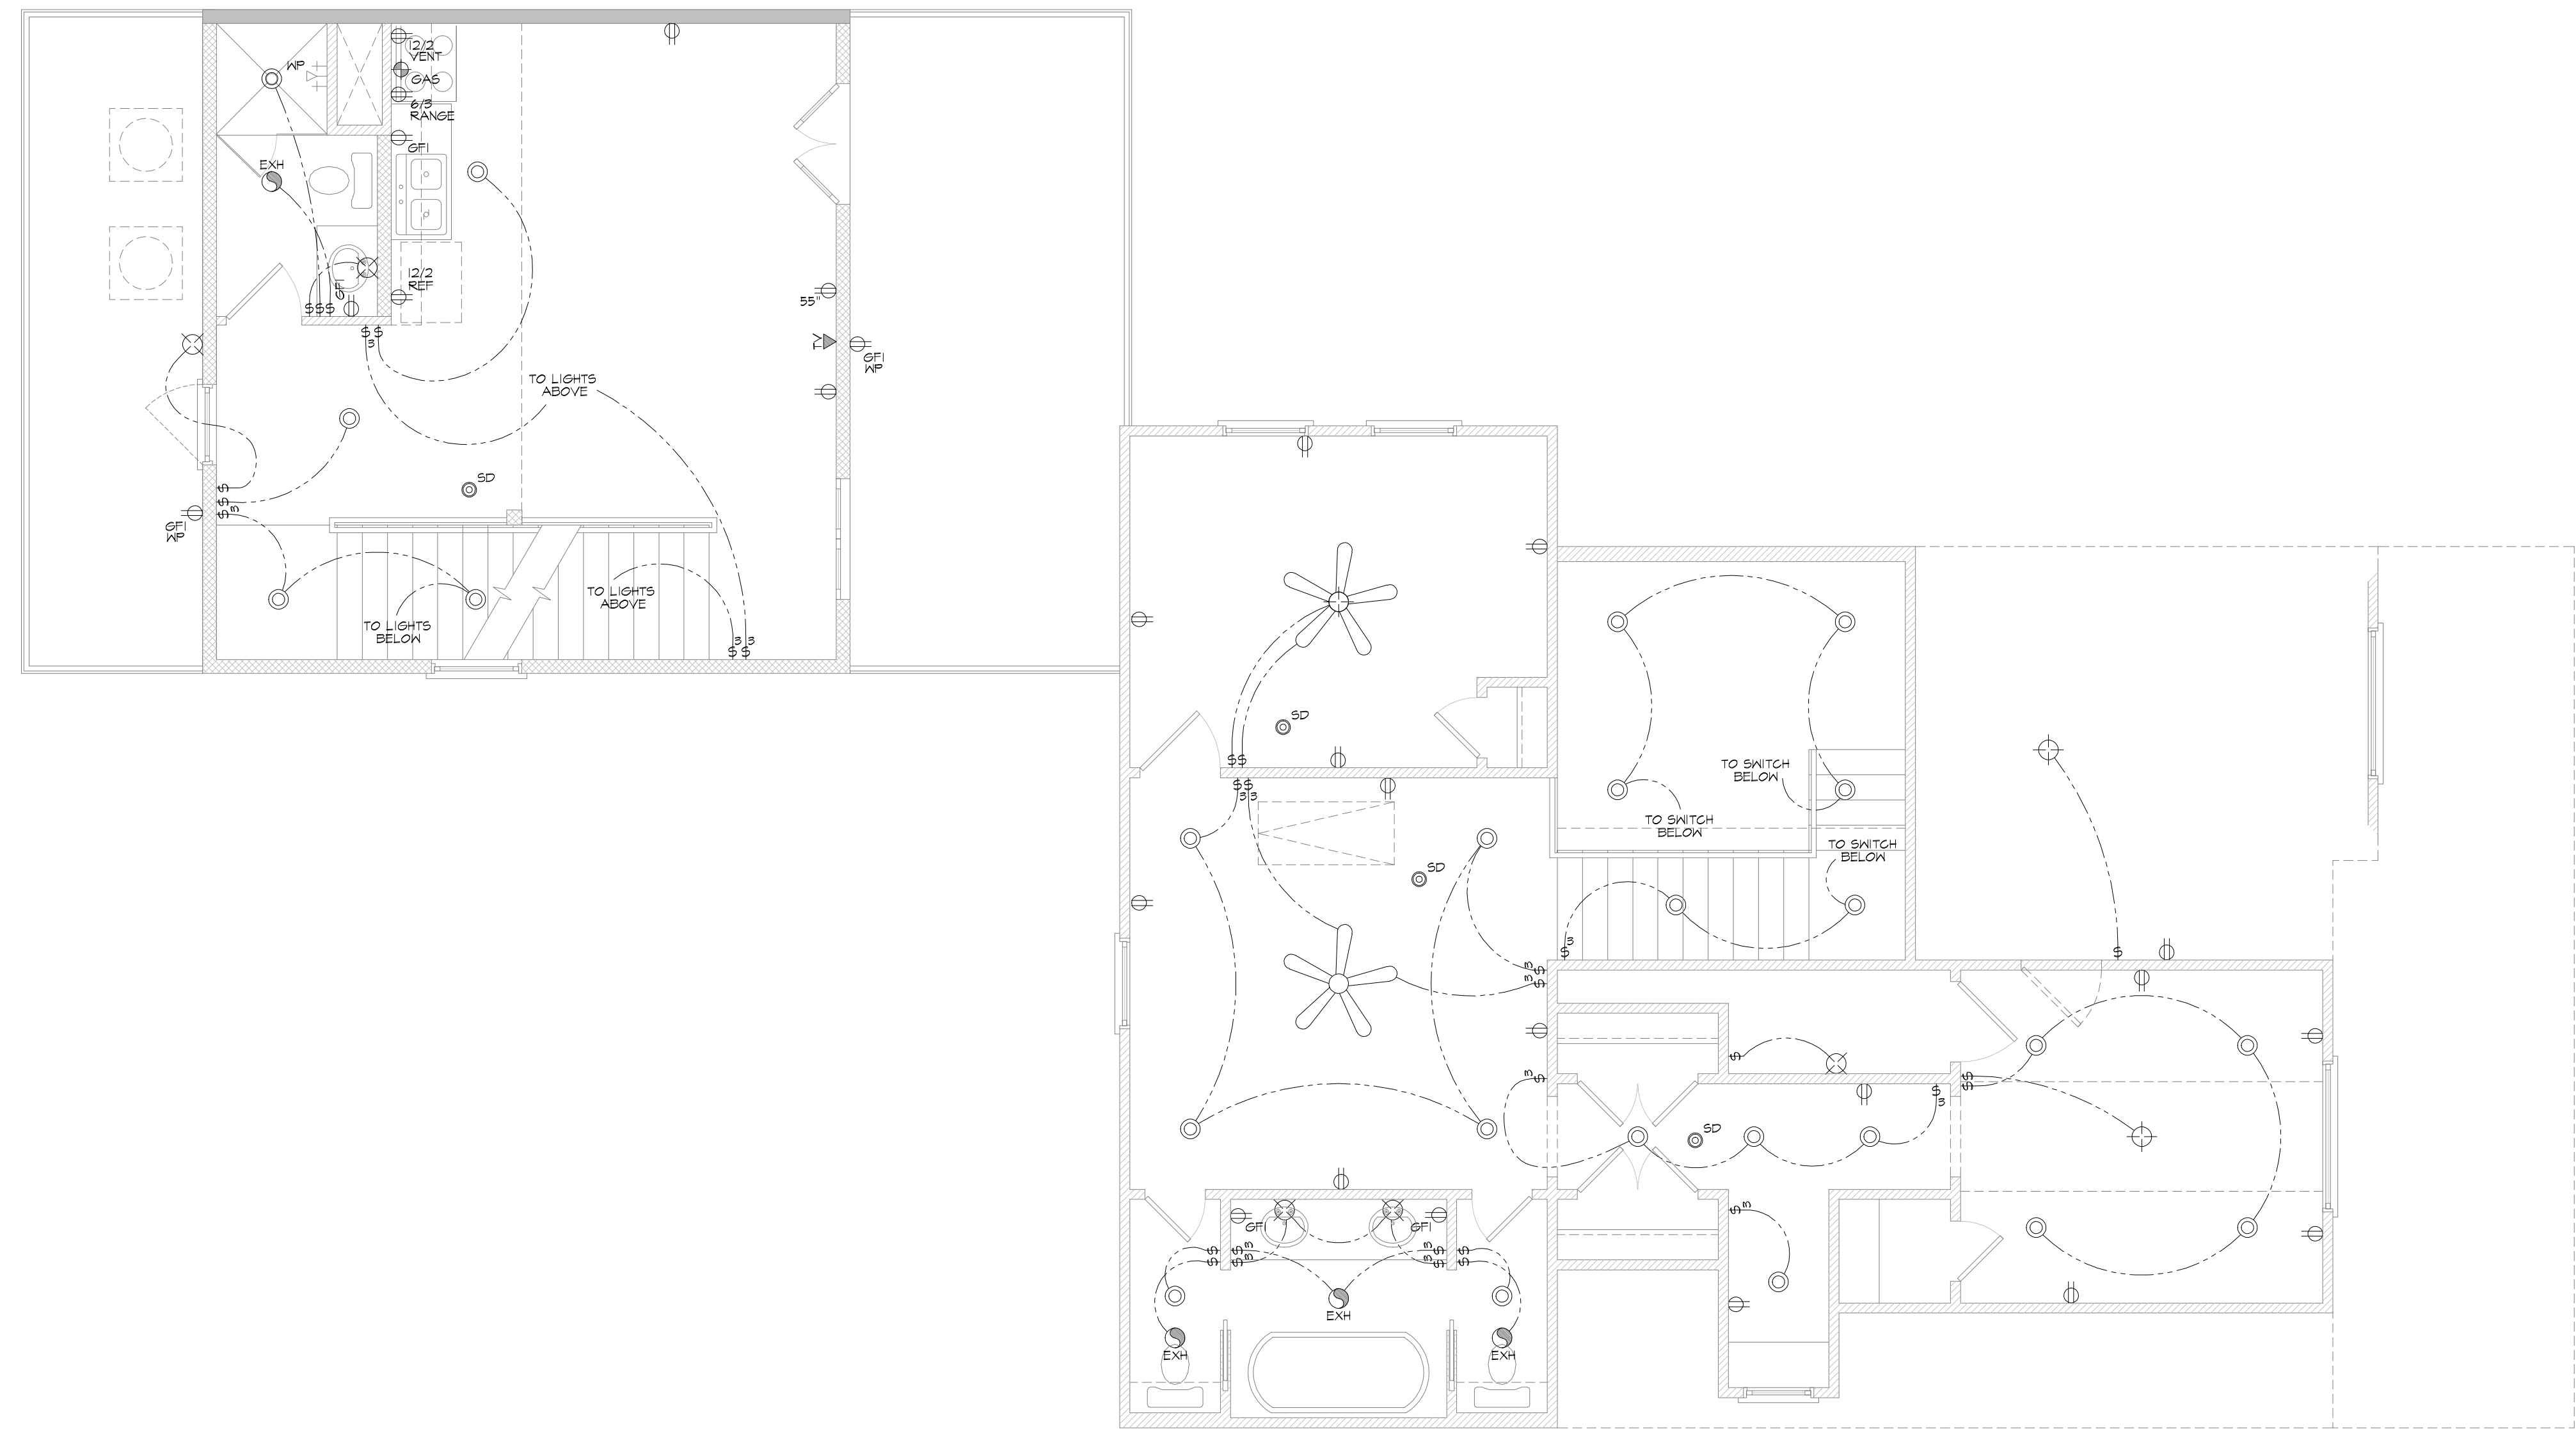 WP
12/2
VENT
GAS
6/3
RANGE
GFI
EXH
GFI
12/2
REF
$$$
$$
3
55"
TV
GFI
WP
TO LIGHTS
ABOVE
SD
$
$
$3
GFI
WP
TO LIGHTS
ABOVE
TO LIGHTS
BELOW
3 3
$ $
SD
$$
$$
33
TO SWITCH
BELOW
TO SWITCH
BELOW
TO SWITCH
BELOW
SD
3
$
$
$3
$3
$
$3
$
$
$
3
SD
$3
GFI
GFI
$ $3
$ $3
$3 $
$3 $
EXH
EXH
EXH